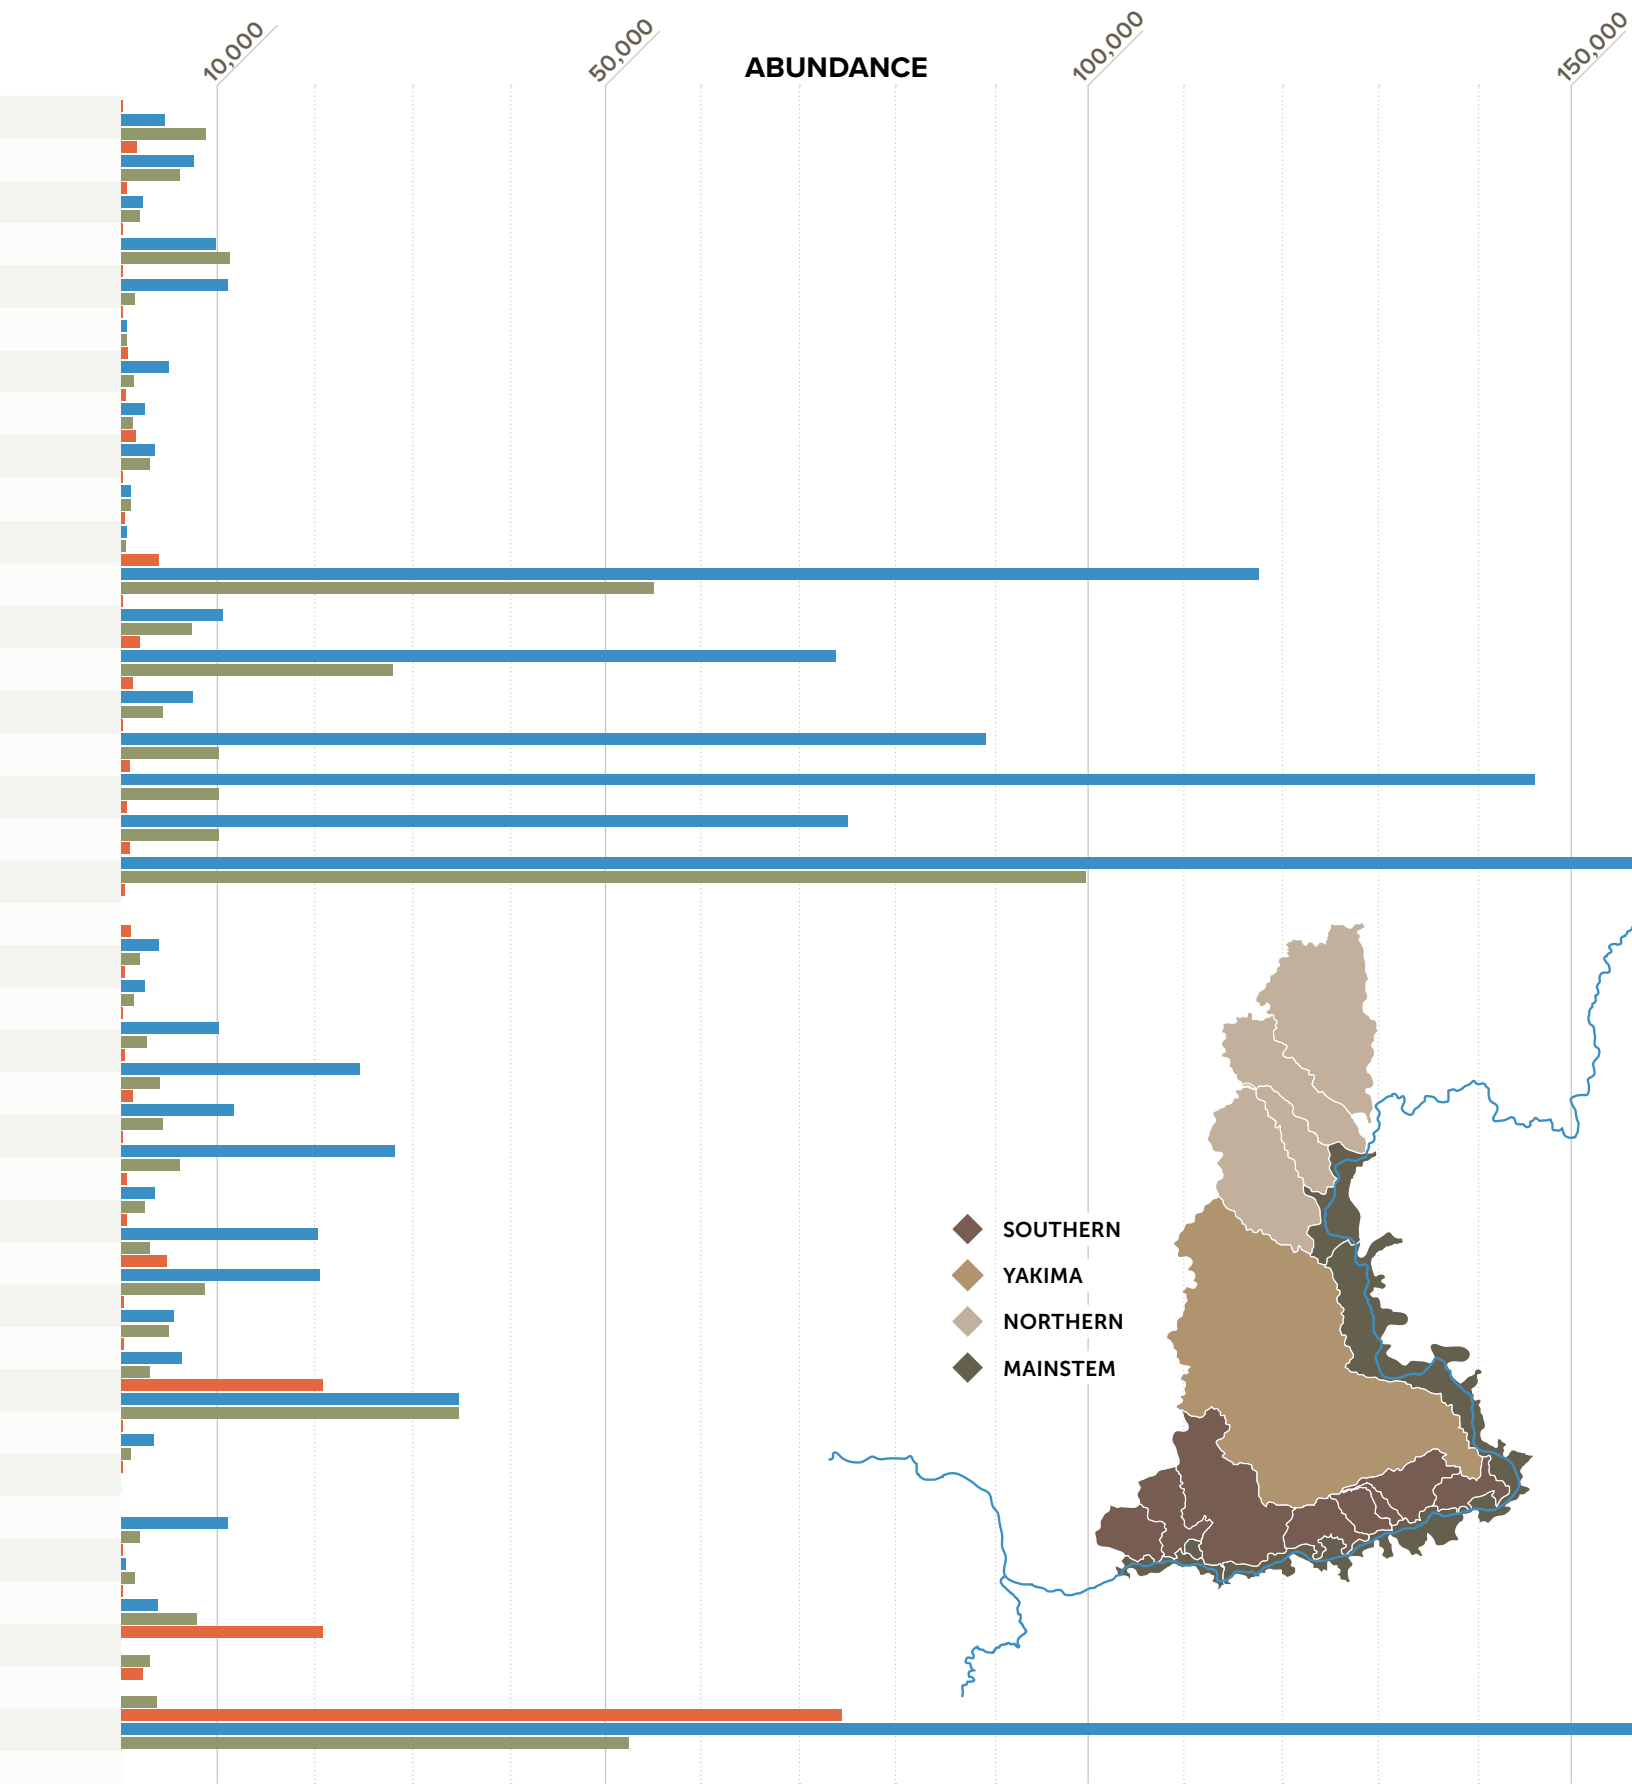 10,000
50,000
ABUNDANCE
100,000
150,000
SOUTHERN
YAKIMA
NORTHERN
MAINSTEM